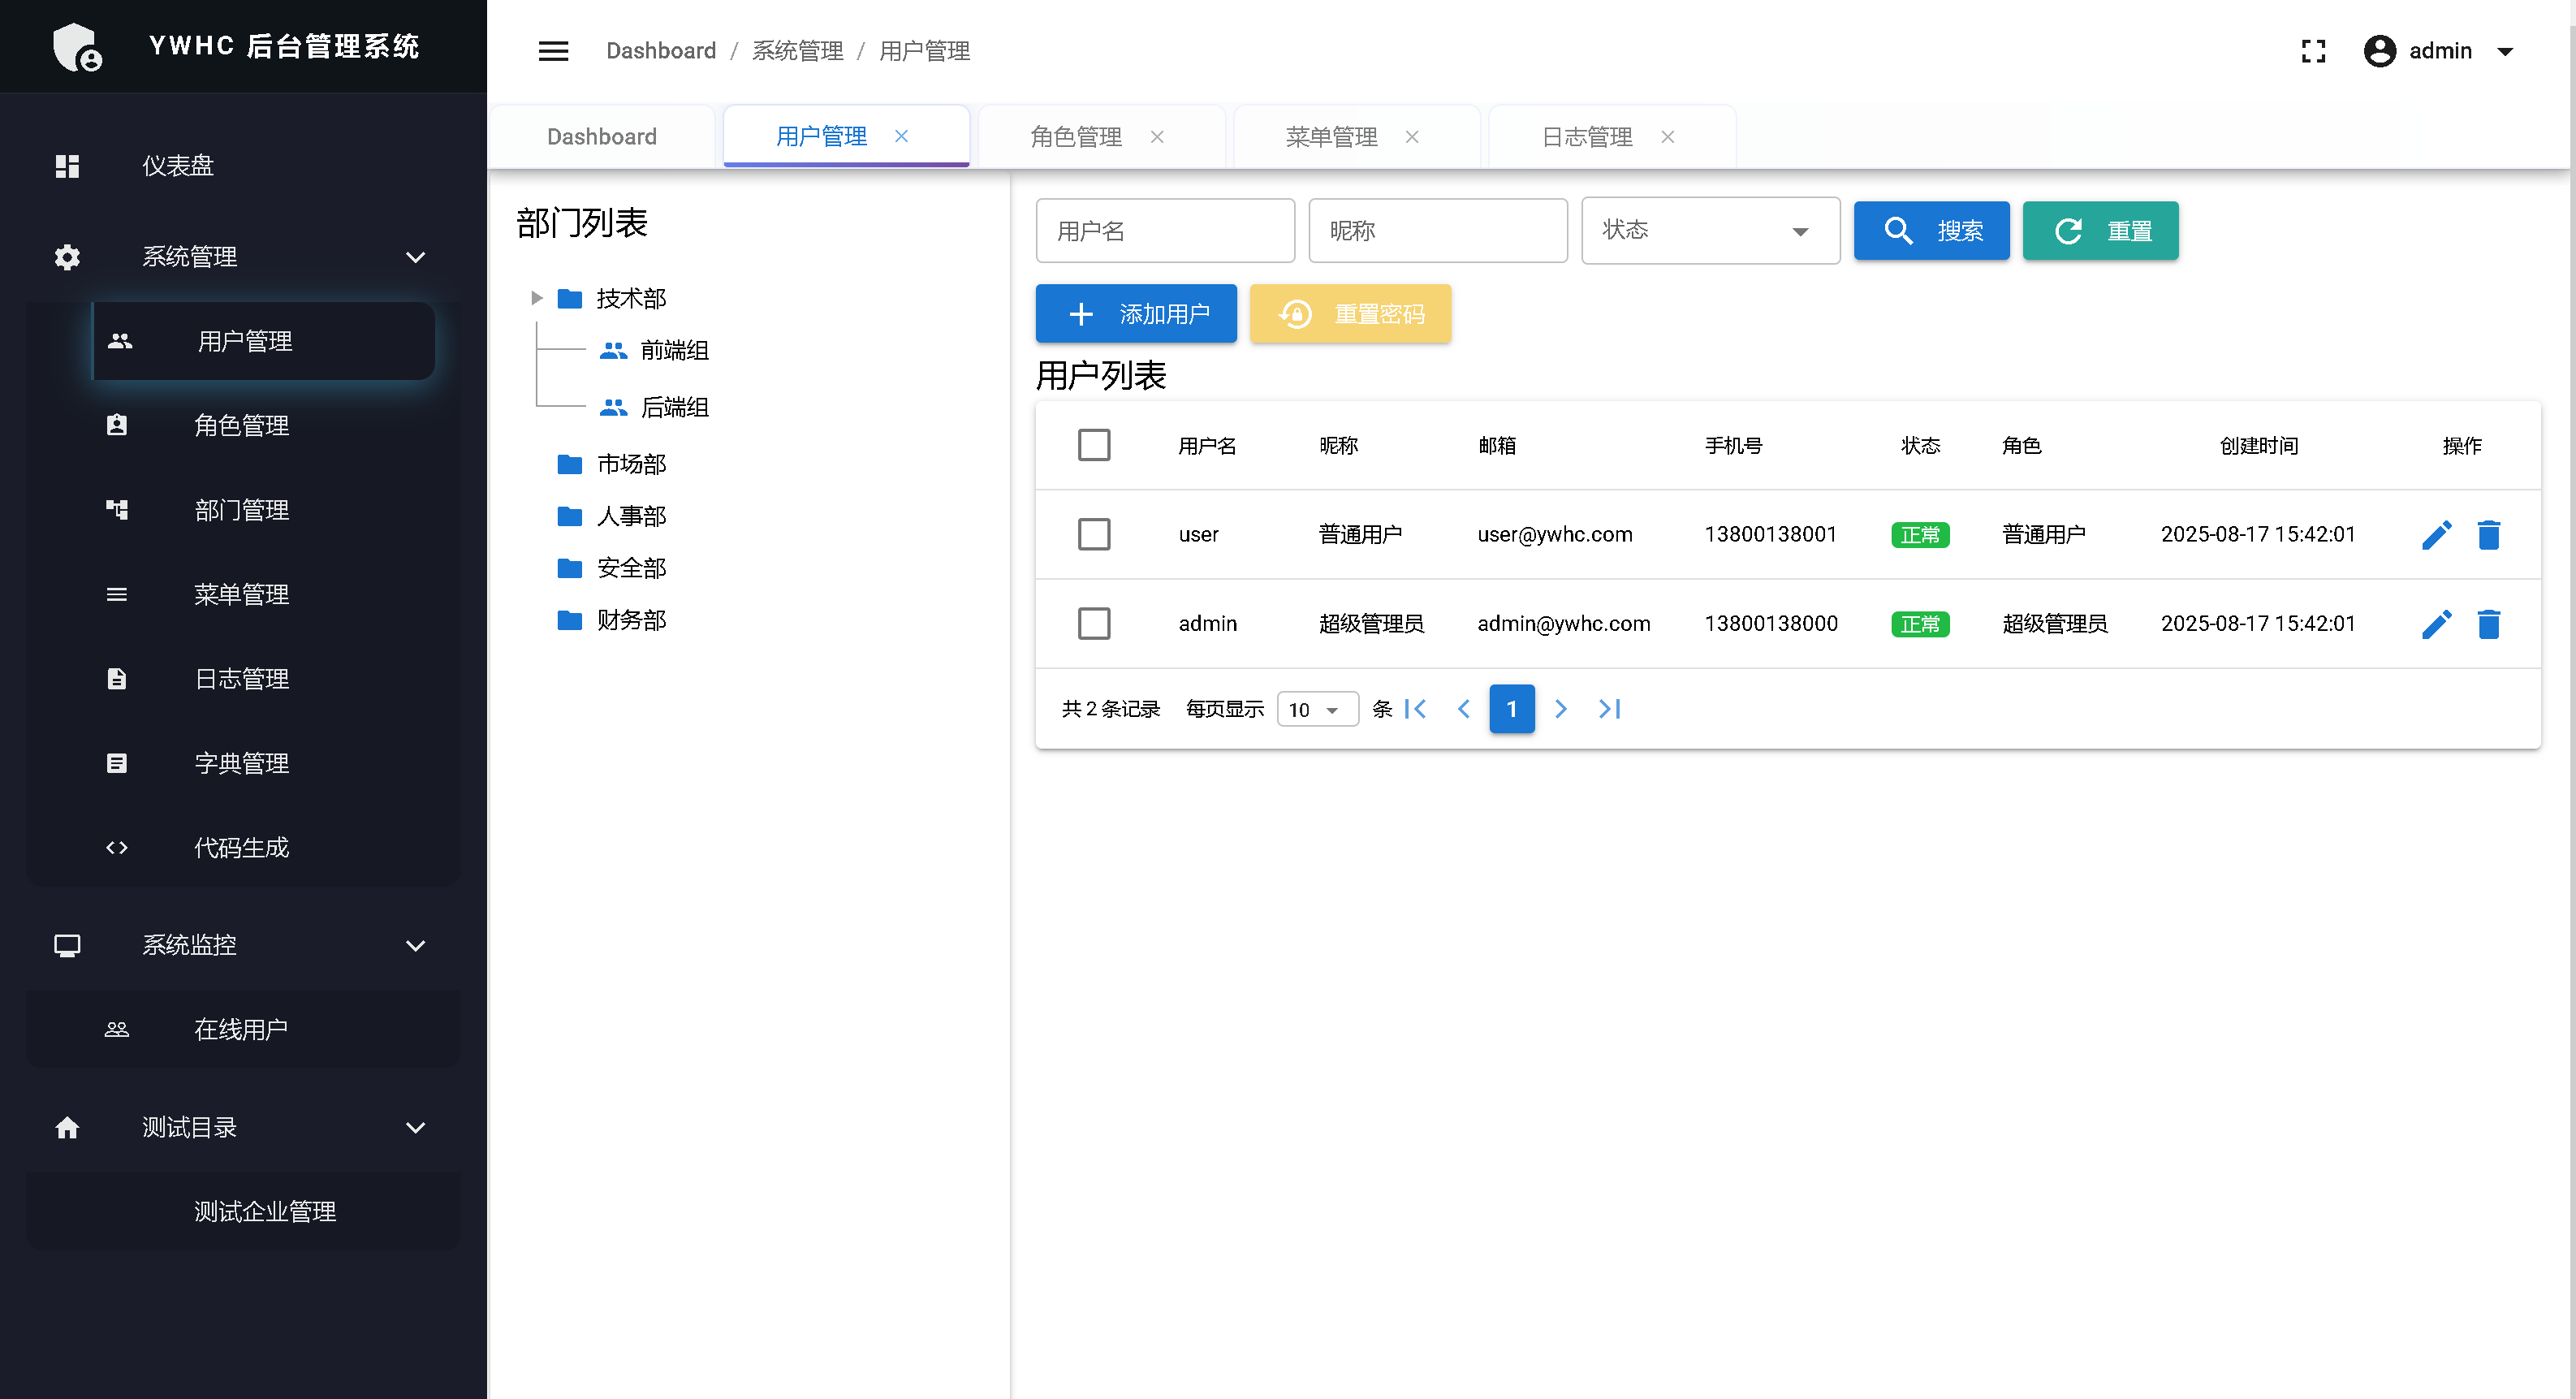 YWHC 后台管理系统
仪表盘
系统管理
用户管理
角色管理
部门管理
菜单管理
日志管理
字典管理
代码生成
系统监控
在线用户
测试目录
测试企业管理
Dashboard / 系统管理 / 用户管理
admin
Dashboard 用户管理 角色管理 菜单管理 日志管理
部门列表
技术部
前端组
后端组
市场部
人事部
安全部
财务部
用户名 昵称 状态 搜索 重置
添加用户 重置密码
用户列表
用户名 昵称 邮箱 手机号 状态 角色 创建时间 操作
user 普通用户 user@ywhc.com 13800138001 正常 普通用户 2025-08-17 15:42:01
admin 超级管理员 admin@ywhc.com 13800138000 正常 超级管理员 2025-08-17 15:42:01
共 2 条记录 每页显示 10 条 1